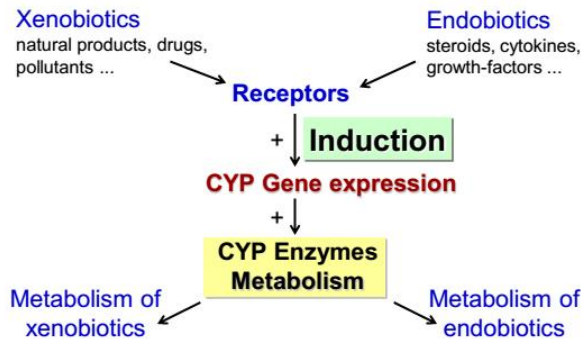 Xenobiotics
natural products, drugs,
pollutants ...
Endobiotics
steroids, cytokines,
growth-factors ...
Receptors
+
Induction
CYP Gene expression
+
CYP Enzymes
Metabolism
Metabolism of
xenobiotics
Metabolism of
endobiotics